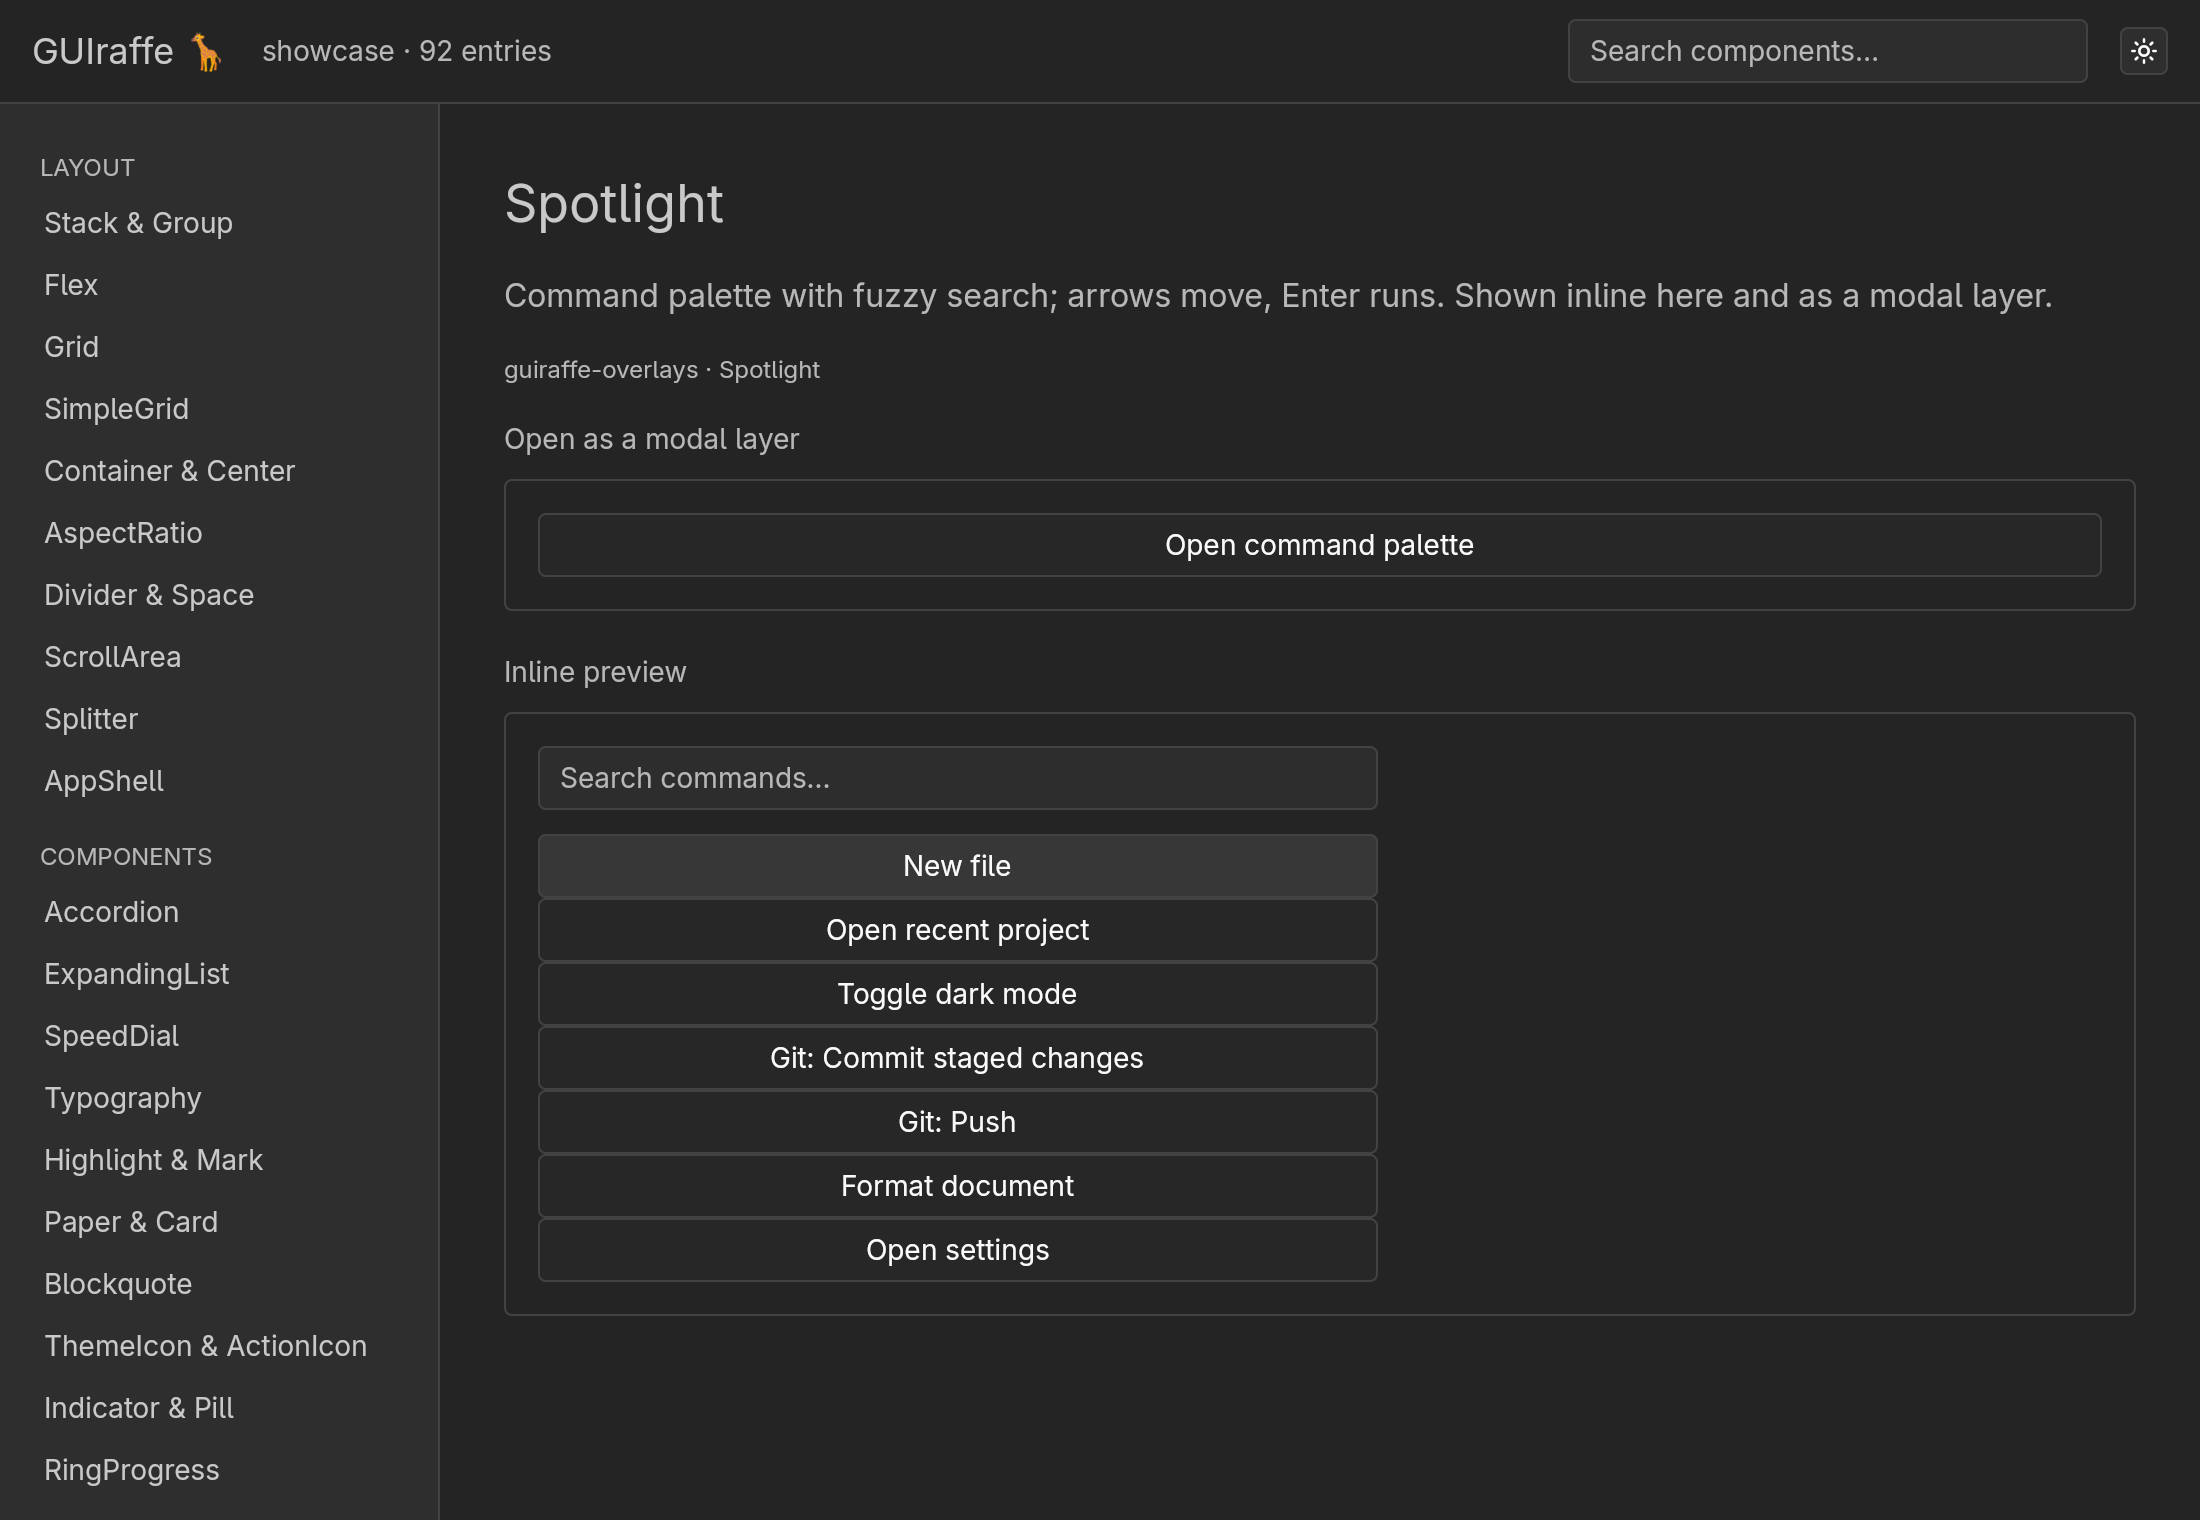 GUIraffe 🦒 showcase · 92 entries
Search components...
LAYOUT
Stack & Group
Flex
Grid
SimpleGrid
Container & Center
AspectRatio
Divider & Space
ScrollArea
Splitter
AppShell
COMPONENTS
Accordion
ExpandingList
SpeedDial
Typography
Highlight & Mark
Paper & Card
Blockquote
ThemeIcon & ActionIcon
Indicator & Pill
RingProgress
Spotlight
Command palette with fuzzy search; arrows move, Enter runs. Shown inline here and as a modal layer.
guiraffe-overlays · Spotlight
Open as a modal layer
Open command palette
Inline preview
Search commands...
New file
Open recent project
Toggle dark mode
Git: Commit staged changes
Git: Push
Format document
Open settings